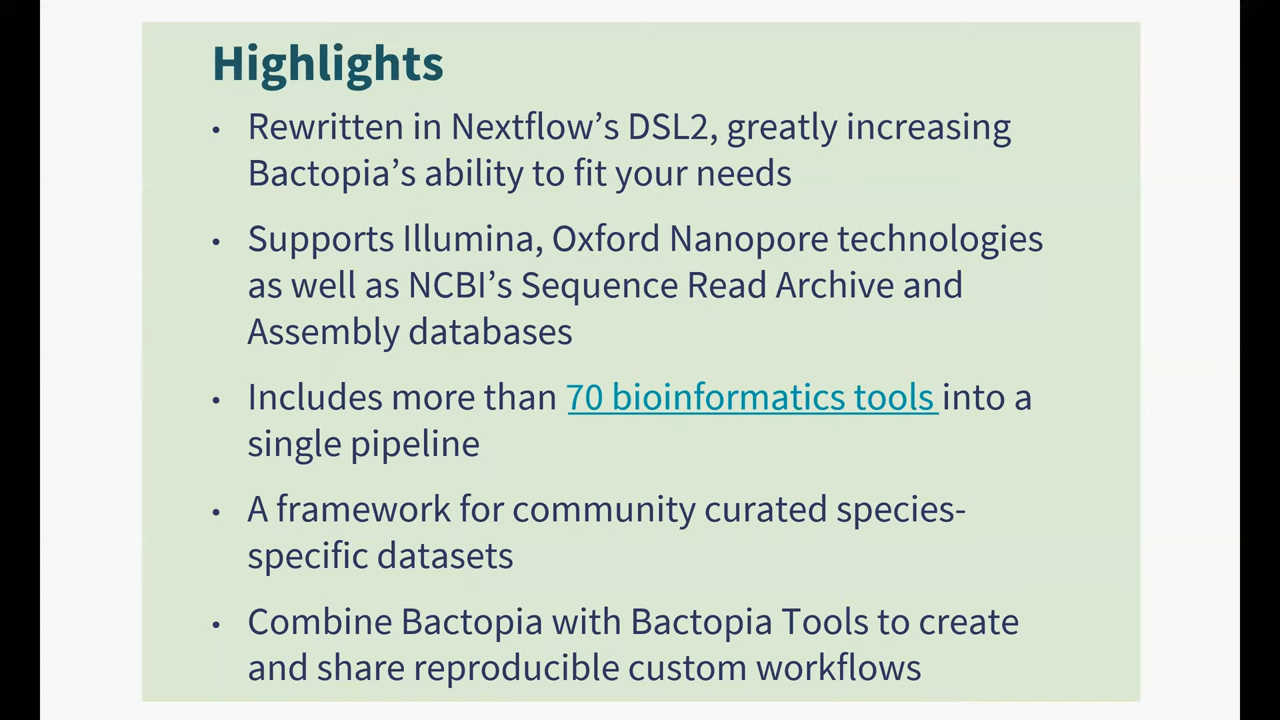 Highlights
• Rewritten in Nextflow’s DSL2, greatly increasing
Bactopia’s ability to fit your needs
• Supports Illumina, Oxford Nanopore technologies
as well as NCBI’s Sequence Read Archive and
Assembly databases
• Includes more than 70 bioinformatics tools into a
single pipeline
• A framework for community curated species-
specific datasets
• Combine Bactopia with Bactopia Tools to create
and share reproducible custom workflows